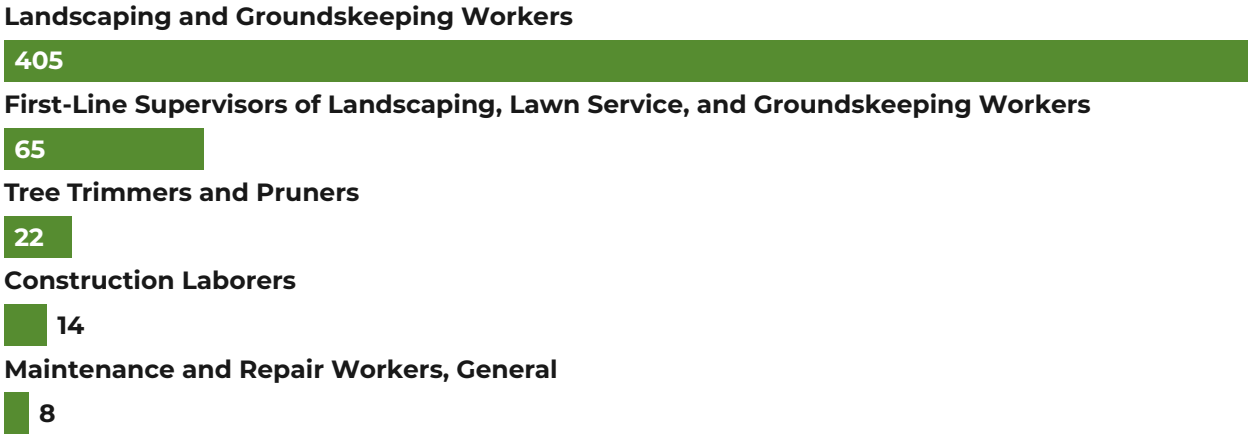 Landscaping and Groundskeeping Workers
405
First-Line Supervisors of Landscaping, Lawn Service, and Groundskeeping Workers
65
Tree Trimmers and Pruners
22
Construction Laborers
14
Maintenance and Repair Workers, General
8